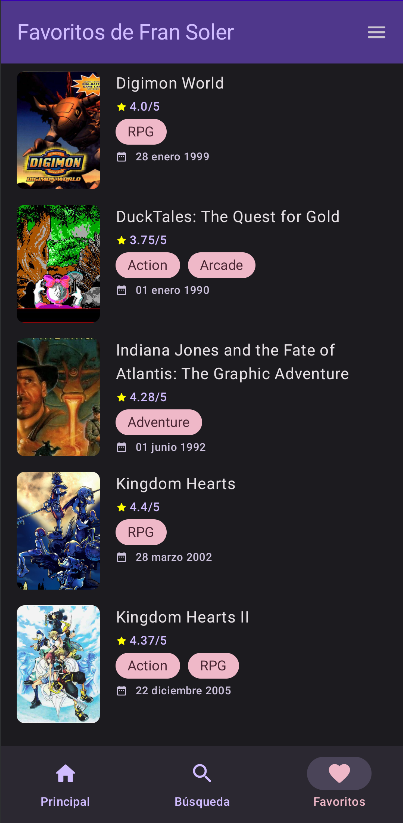 Favoritos de Fran Soler
Digimon World
4.0/5
RPG
28 enero 1999
DIGIMON
DIGIMON WORLD
DuckTales: The Quest for Gold
3.75/5
Action Arcade
01 enero 1990
Indiana Jones and the Fate of
Atlantis: The Graphic Adventure
4.28/5
Adventure
01 junio 1992
Kingdom Hearts
4.4/5
RPG
28 marzo 2002
Kingdom Hearts II
4.37/5
Action RPG
22 diciembre 2005
Principal Búsqueda Favoritos